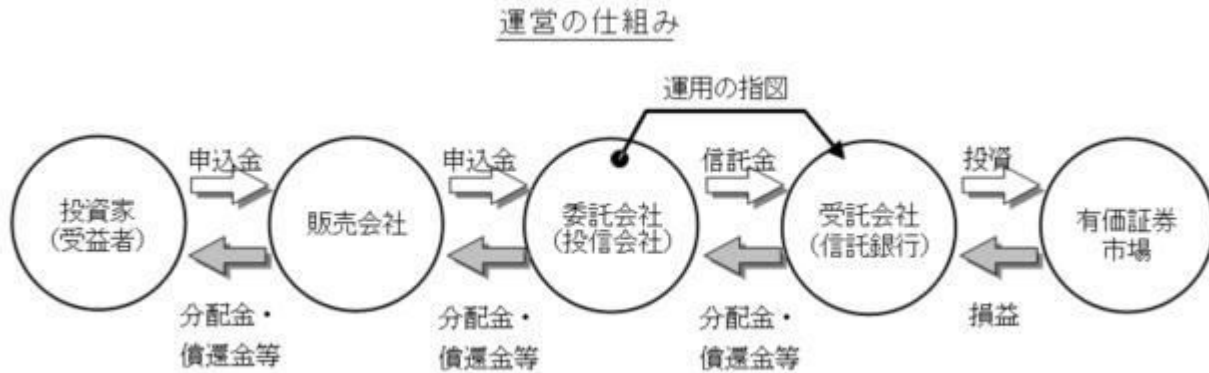 運営の仕組み
運用の指図
申込金
申込金
信託金
投資
投資家
(受益者)
販売会社
委託会社
(投信会社)
受託会社
(信託銀行)
有価証券
市場
分配金・
償還金等
分配金・
償還金等
分配金・
償還金等
損益